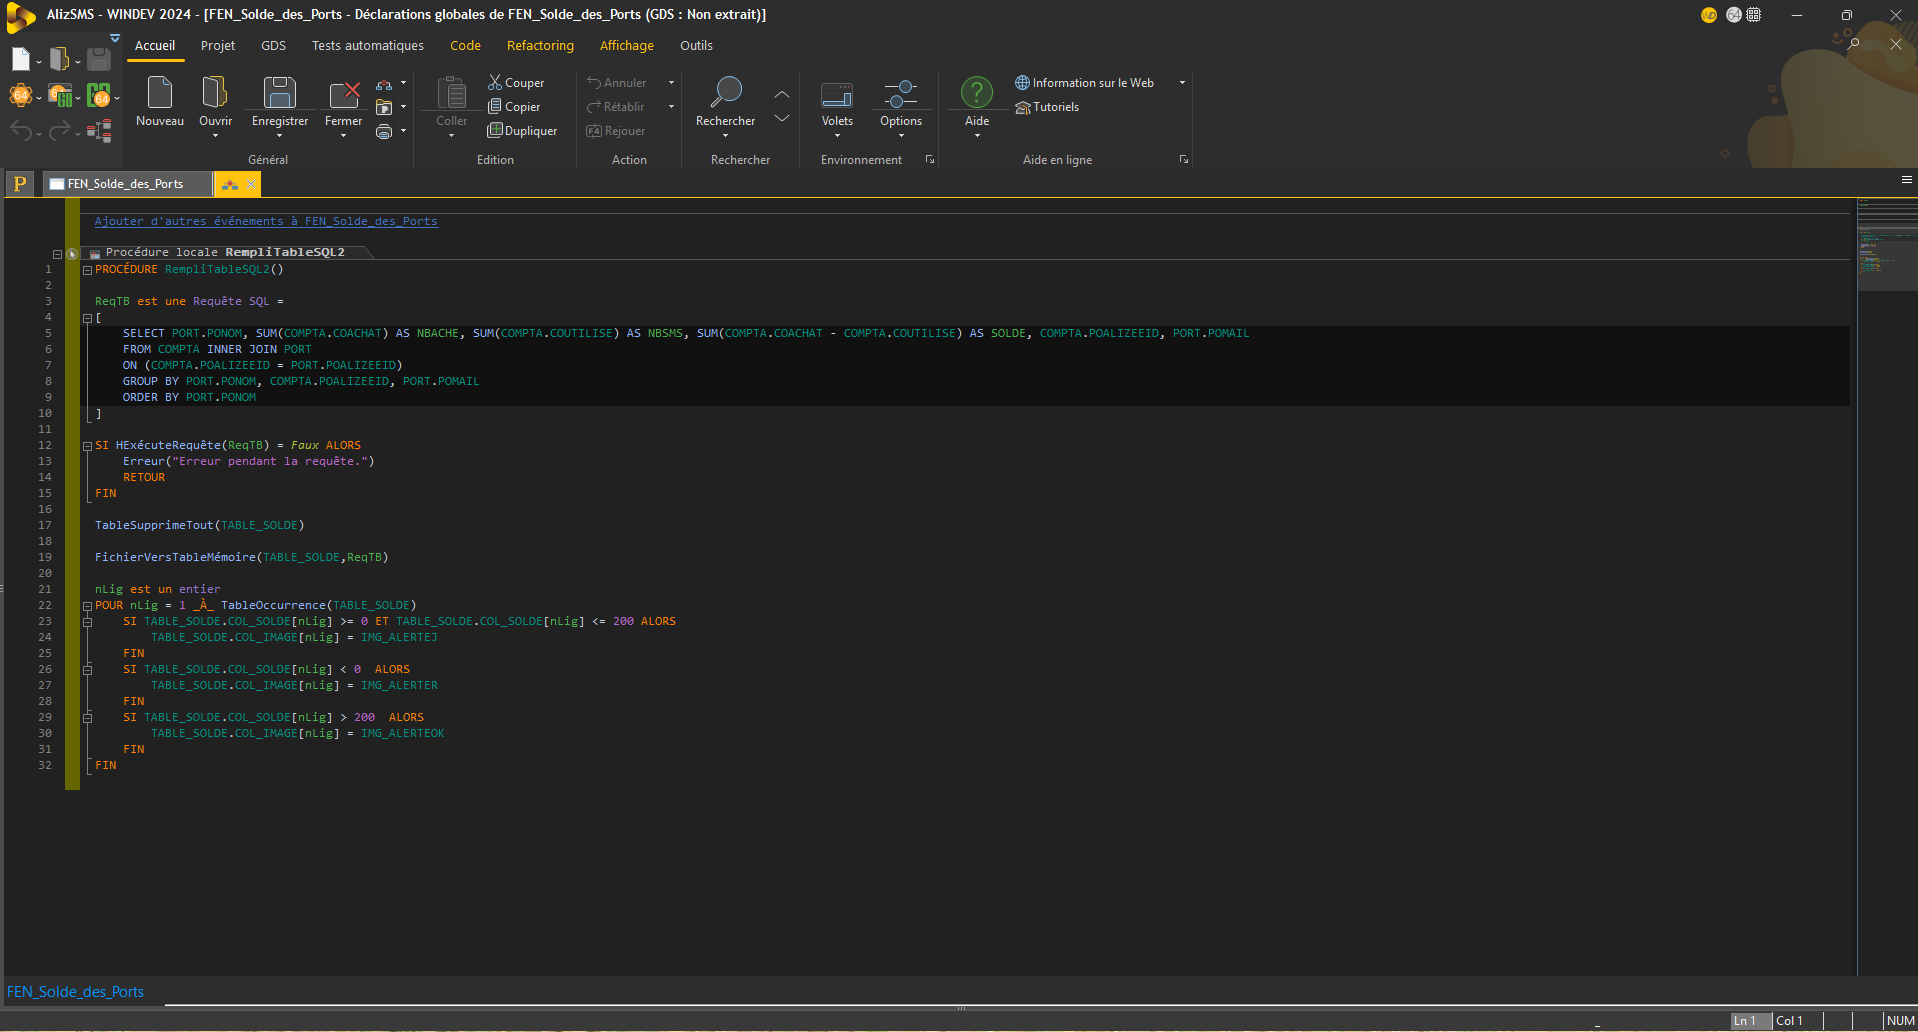 AlizSMS - WINDEV 2024 - [FEN_Solde_des_Ports - Déclarations globales de FEN_Solde_des_Ports (GDS : Non extrait)]
WD 64
Accueil Projet GDS Tests automatiques Code Refactoring Affichage Outils
Nouveau Ouvrir Enregistrer Fermer
Général
Coller
Couper
Copier
Dupliquer
Edition
Annuler
Rétablir
F4 Rejouer
Action
Rechercher
Rechercher
Volets Options
Environnement
Aide
Information sur le Web
Tutoriels
Aide en ligne
64 GO GO 64
P FEN_Solde_des_Ports
Ajouter d'autres événements à FEN_Solde_des_Ports
Procédure locale RempliTableSQL2
1 PROCÉDURE RempliTableSQL2()
2
3 ReqTB est une Requête SQL =
4 [
5 SELECT PORT.PONOM, SUM(COMPTA.COACHAT) AS NBACHE, SUM(COMPTA.COUTILISE) AS NBSMS, SUM(COMPTA.COACHAT - COMPTA.COUTILISE) AS SOLDE, COMPTA.POALIZEEID, PORT.POMAIL
6 FROM COMPTA INNER JOIN PORT
7 ON (COMPTA.POALIZEEID = PORT.POALIZEEID)
8 GROUP BY PORT.PONOM, COMPTA.POALIZEEID, PORT.POMAIL
9 ORDER BY PORT.PONOM
10 ]
11
12 SI HExécuteRequête(ReqTB) = Faux ALORS
13 Erreur("Erreur pendant la requête.")
14 RETOUR
15 FIN
16
17 TableSupprimeTout(TABLE_SOLDE)
18
19 FichierVersTableMémoire(TABLE_SOLDE,ReqTB)
20
21 nLig est un entier
22 POUR nLig = 1 _À_ TableOccurrence(TABLE_SOLDE)
23 SI TABLE_SOLDE.COL_SOLDE[nLig] >= 0 ET TABLE_SOLDE.COL_SOLDE[nLig] <= 200 ALORS
24 TABLE_SOLDE.COL_IMAGE[nLig] = IMG_ALERTEJ
25 FIN
26 SI TABLE_SOLDE.COL_SOLDE[nLig] < 0 ALORS
27 TABLE_SOLDE.COL_IMAGE[nLig] = IMG_ALERTER
28 FIN
29 SI TABLE_SOLDE.COL_SOLDE[nLig] > 200 ALORS
30 TABLE_SOLDE.COL_IMAGE[nLig] = IMG_ALERTEOK
31 FIN
32 FIN
FEN_Solde_des_Ports
Ln 1 Col 1 NUM